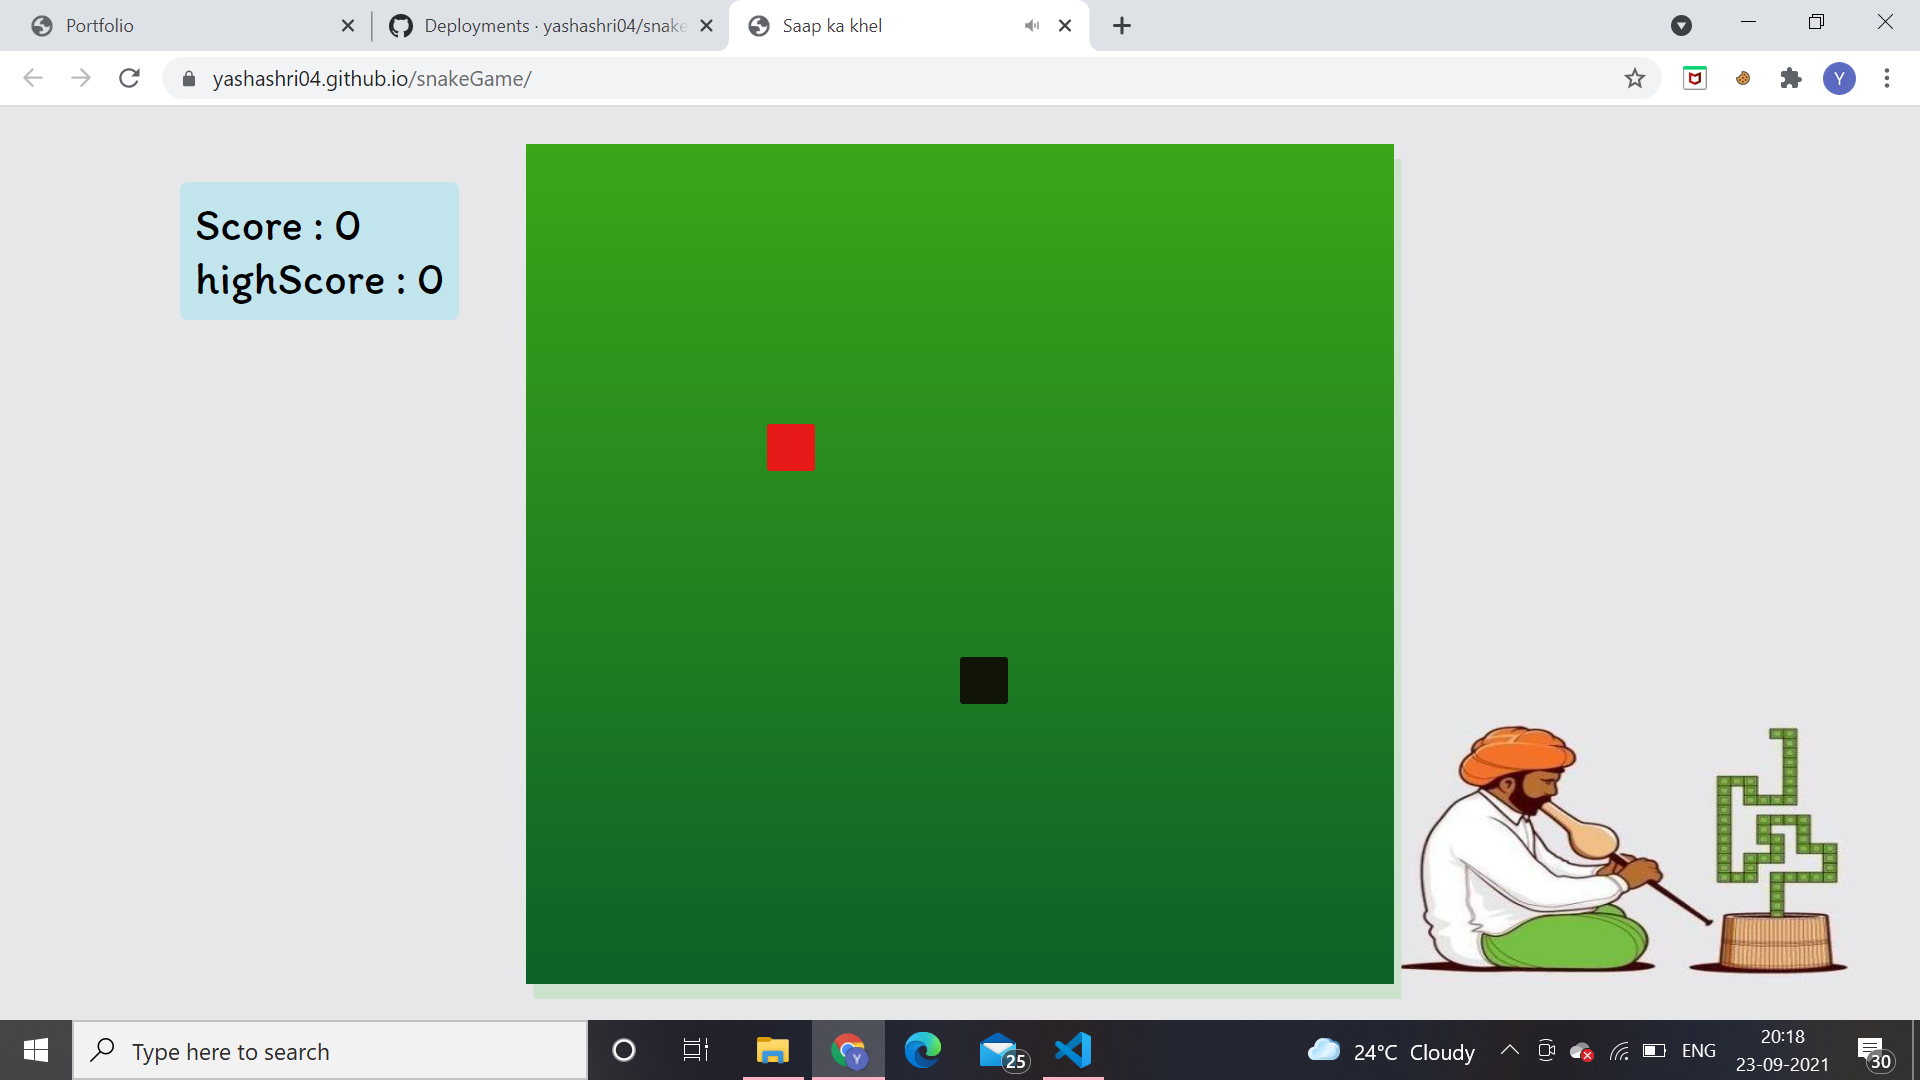 Portfolio
Deployments · yashashri04/snake
Saap ka khel
yashashri04.github.io/snakeGame/
Y
Score : 0
highScore : 0
Type here to search
Y
25
24°C Cloudy
ENG
20:18
23-09-2021
30